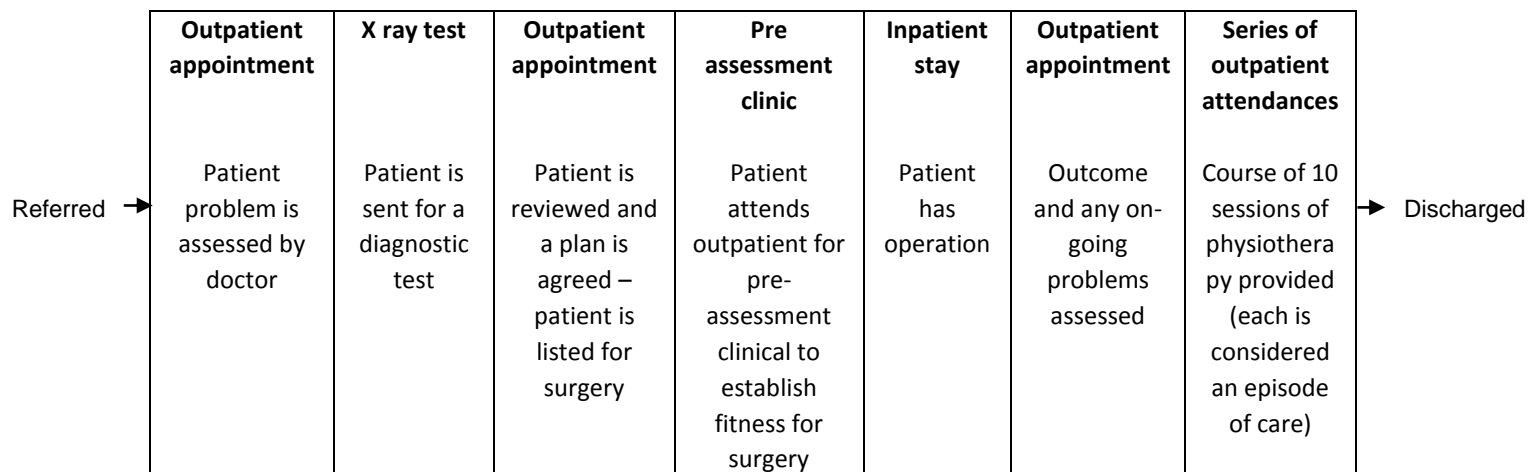 Outpatient
appointment
Patient
problem is
assessed by
doctor
X ray test
Patient is
sent for a
diagnostic
test
Outpatient
appointment
Patient is
reviewed and
a plan is
agreed –
patient is
listed for
surgery
Pre
assessment
clinic
Patient
attends
outpatient for
pre-
assessment
clinical to
establish
fitness for
surgery
Inpatient
stay
Patient
has
operation
Outpatient
appointment
Outcome
and any on-
going
problems
assessed
Series of
outpatient
attendances
Course of 10
sessions of
physiothera
py provided
(each is
considered
an episode
of care)
Referred
Discharged